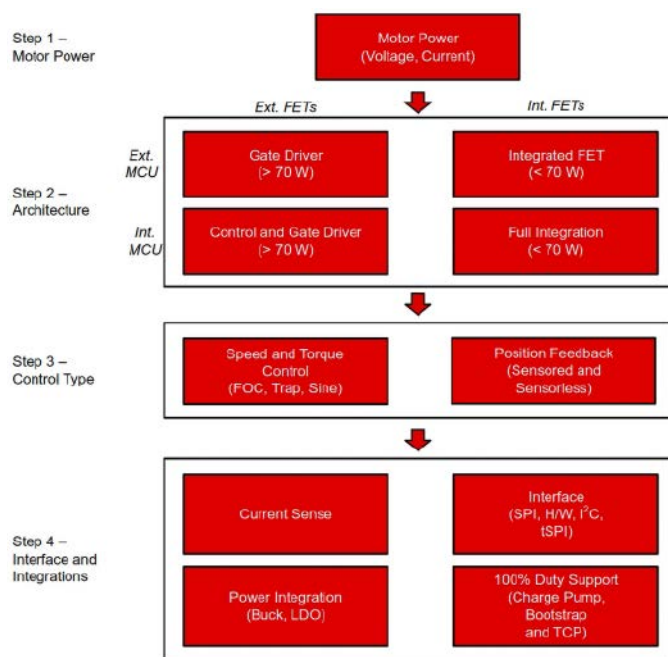 Step 1 –
Motor Power
Motor Power
(Voltage, Current)
Ext. FETs
Int. FETs
Step 2 –
Architecture
Ext.
MCU
Gate Driver
(> 70 W)
Integrated FET
(< 70 W)
Int.
MCU
Control and Gate Driver
(> 70 W)
Full Integration
(< 70 W)
Step 3 –
Control Type
Speed and Torque
Control
(FOC, Trap, Sine)
Position Feedback
(Sensored and
Sensorless)
Step 4 –
Interface and
Integrations
Current Sense
Interface
(SPI, H/W, I²C,
tSPI)
Power Integration
(Buck, LDO)
100% Duty Support
(Charge Pump,
Bootstrap
and TCP)